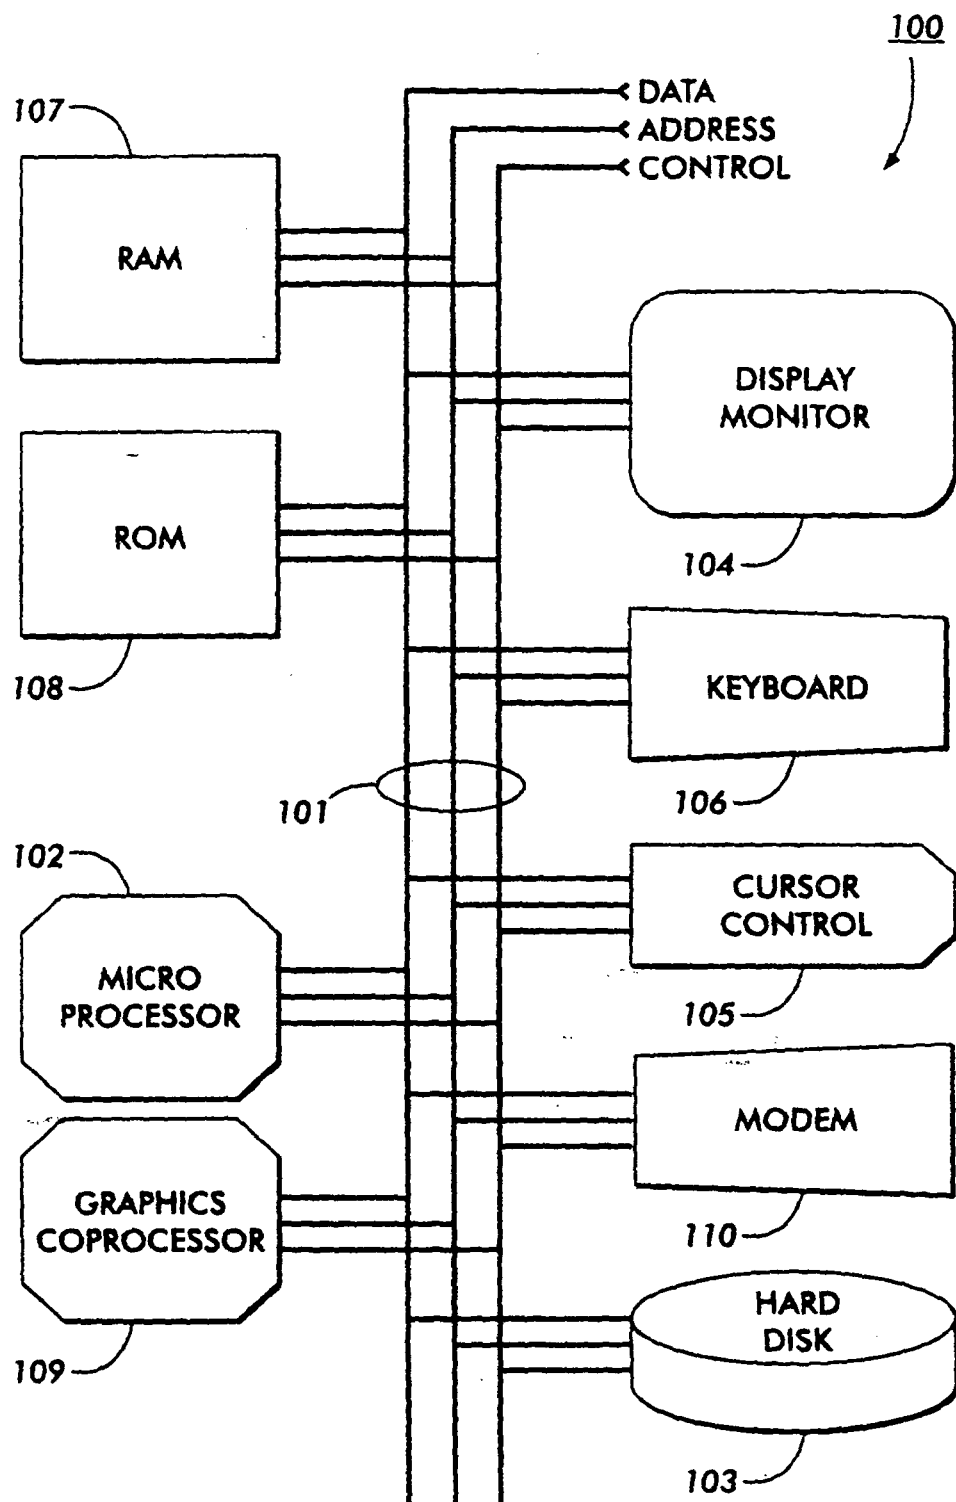 100
DATA
ADDRESS
CONTROL
107
RAM
DISPLAY
MONITOR
104
ROM
108
KEYBOARD
106
101
102
MICRO
PROCESSOR
CURSOR
CONTROL
105
MODEM
110
GRAPHICS
COPROCESSOR
109
HARD
DISK
103